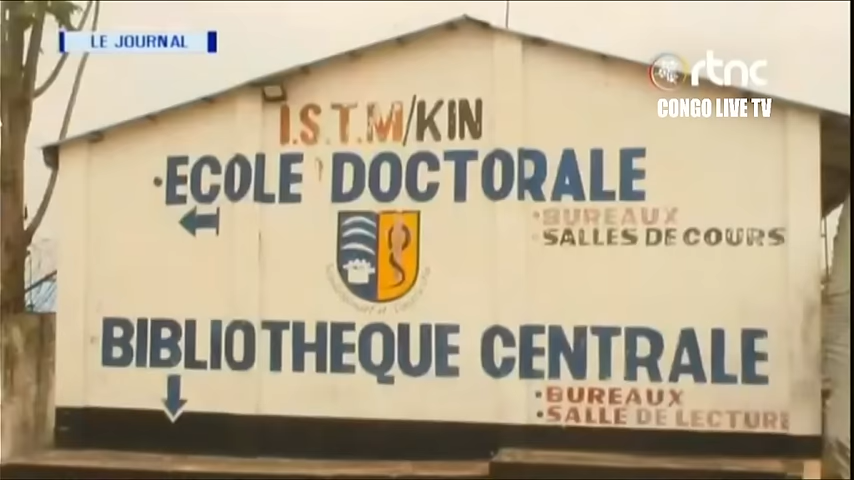 LE JOURNAL
rtnc
CONGO LIVE TV
I.S.T.M/KIN
•ECOLE DOCTORALE
•BUREAUX
•SALLES DE COURS
BIBLIOTHEQUE CENTRALE
•BUREAUX
•SALLE DE LECTURE